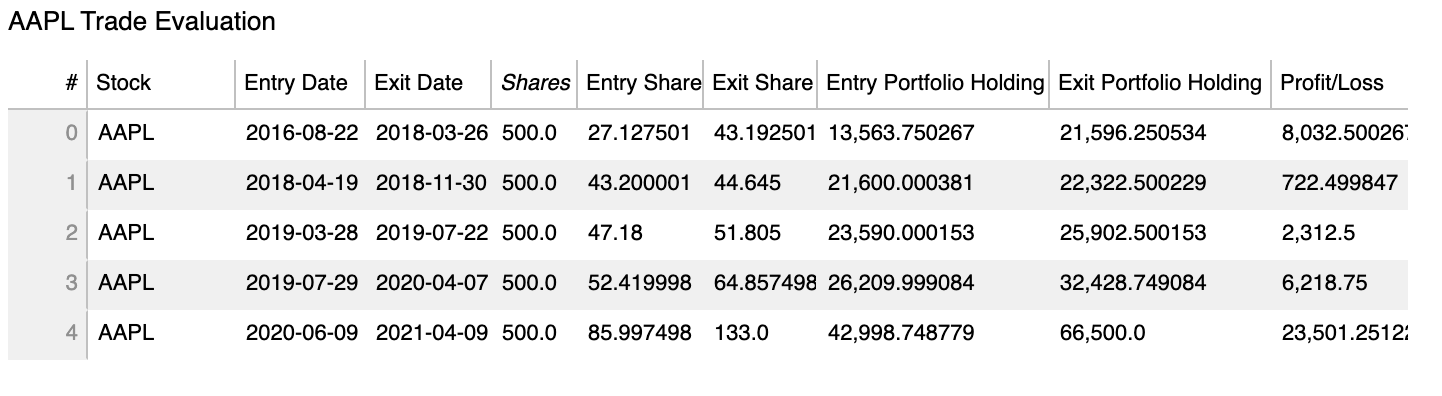 AAPL Trade Evaluation
# Stock Entry Date Exit Date Shares Entry Share Exit Share Entry Portfolio Holding Exit Portfolio Holding Profit/Loss
0 AAPL 2016-08-22 2018-03-26 500.0 27.127501 43.192501 13,563.750267 21,596.250534 8,032.500267
1 AAPL 2018-04-19 2018-11-30 500.0 43.200001 44.645 21,600.000381 22,322.500229 722.499847
2 AAPL 2019-03-28 2019-07-22 500.0 47.18 51.805 23,590.000153 25,902.500153 2,312.5
3 AAPL 2019-07-29 2020-04-07 500.0 52.419998 64.857498 26,209.999084 32,428.749084 6,218.75
4 AAPL 2020-06-09 2021-04-09 500.0 85.997498 133.0 42,998.748779 66,500.0 23,501.25122